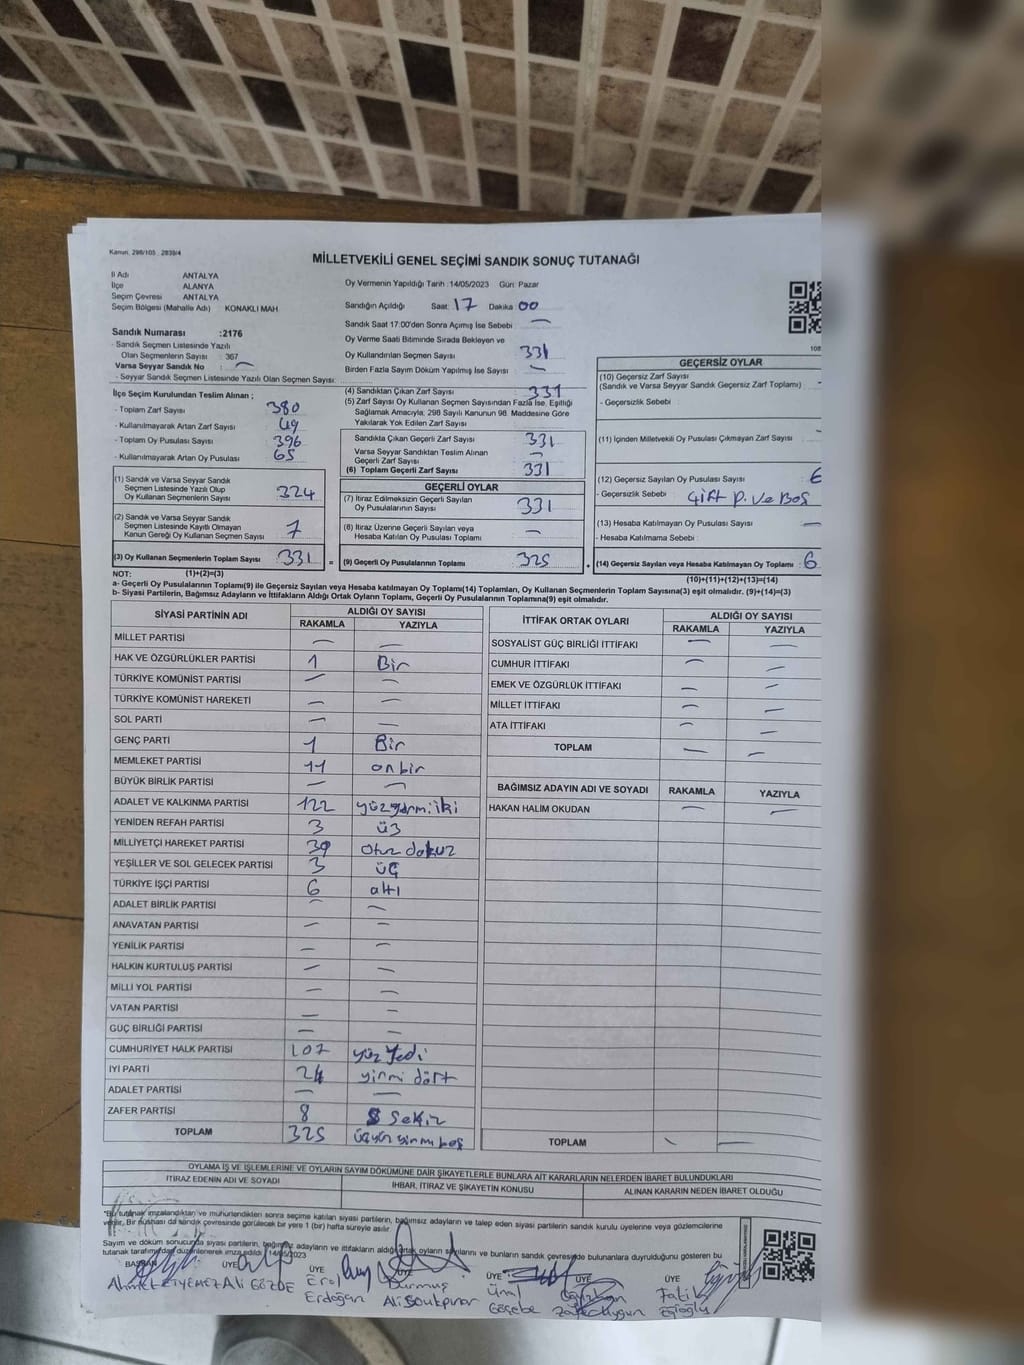 Kanun: 298/105 : 2839/4
MİLLETVEKİLİ GENEL SEÇİMİ SANDIK SONUÇ TUTANAĞI
İl Adı ANTALYA
İlçe ALANYA
Seçim Çevresi ANTALYA
Seçim Bölgesi (Mahalle Adı) KONAKLI MAH.
Sandık Numarası :2176
- Sandık Seçmen Listesinde Yazılı
Olan Seçmenlerin Sayısı : 367
Varsa Seyyar Sandık No : —
- Seyyar Sandık Seçmen Listesinde Yazılı Olan Seçmen Sayısı:
Oy Vermenin Yapıldığı Tarih :14/05/2023 Gün: Pazar
Sandığın Açıldığı Saat: 17 Dakika 00
Sandık Saat 17:00'den Sonra Açımış İse Sebebi : —
Oy Verme Saati Bitiminde Sırada Bekleyen ve
Oy Kullandırılan Seçmen Sayısı 331
Birden Fazla Sayım Döküm Yapılmış İse Sayısı —
İlçe Seçim Kurulundan Teslim Alınan ;
- Toplam Zarf Sayısı 380
- Kullanılmayarak Artan Zarf Sayısı 49
- Toplam Oy Pusulası Sayısı 396
- Kullanılmayarak Artan Oy Pusulası 65
(1) Sandık ve Varsa Seyyar Sandık
Seçmen Listesinde Yazılı Olup
Oy Kullanan Seçmenlerin Sayısı 324
(2) Sandık ve Varsa Seyyar Sandık
Seçmen Listesinde Kayıtlı Olmayan
Kanun Gereği Oy Kullanan Seçmen Sayısı 7
(3) Oy Kullanan Seçmenlerin Toplam Sayısı 331 =
(4) Sandıktan Çıkan Zarf Sayısı 331
(5) Zarf Sayısı Oy Kullanan Seçmen Sayısından Fazla İse, Eşitliği
Sağlamak Amacıyla, 298 Sayılı Kanunun 98. Maddesine Göre
Yakılarak Yok Edilen Zarf Sayısı:
Sandıkta Çıkan Geçerli Zarf Sayısı 331
Varsa Seyyar Sandıktan Teslim Alınan
Geçerli Zarf Sayısı —
(6) Toplam Geçerli Zarf Sayısı 331
GEÇERLİ OYLAR
(7) İtiraz Edilmeksizin Geçerli Sayılan
Oy Pusulalarının Sayısı 331
(8) İtiraz Üzerine Geçerli Sayılan veya
Hesaba Katılan Oy Pusulası Toplamı —
(9) Geçerli Oy Pusulalarının Toplamı 325 +
GEÇERSİZ OYLAR
(10) Geçersiz Zarf Sayısı
(Sandık ve Varsa Seyyar Sandık Geçersiz Zarf Toplamı) -
- Geçersizlik Sebebi :
(11) İçinden Milletvekili Oy Pusulası Çıkmayan Zarf Sayısı
(12) Geçersiz Sayılan Oy Pusulası Sayısı 6
- Geçersizlik Sebebi : Çift P. ve Boş
(13) Hesaba Katılmayan Oy Pusulası Sayısı —
- Hesaba Katılmama Sebebi :
(14) Geçersiz Sayılan veya Hesaba Katılmayan Oy Toplamı 6
NOT: (1)+(2)=(3) (10)+(11)+(12)+(13)=(14)
a- Geçerli Oy Pusulalarının Toplamı(9) ile Geçersiz Sayılan veya Hesaba katılmayan Oy Toplamı(14) Toplamları, Oy Kullanan Seçmenlerin Toplam Sayısına(3) eşit olmalıdır. (9)+(14)=(3)
b- Siyasi Partilerin, Bağımsız Adayların ve İttifakların Aldığı Ortak Oyların Toplamı, Geçerli Oy Pusulalarının Toplamına(9) eşit olmalıdır.
SİYASİ PARTİNİN ADI ALDIĞI OY SAYISI
RAKAMLA YAZIYLA
MİLLET PARTİSİ — —
HAK VE ÖZGÜRLÜKLER PARTİSİ 1 Bir
TÜRKİYE KOMÜNİST PARTİSİ — —
TÜRKİYE KOMÜNİST HAREKETİ — —
SOL PARTİ — —
GENÇ PARTİ 1 Bir
MEMLEKET PARTİSİ 11 onbir
BÜYÜK BİRLİK PARTİSİ — —
ADALET VE KALKINMA PARTİSİ 122 yüzyirmiiki
YENİDEN REFAH PARTİSİ 3 üç
MİLLİYETÇİ HAREKET PARTİSİ 39 otuz dokuz
YEŞİLLER VE SOL GELECEK PARTİSİ 3 üç
TÜRKİYE İŞÇİ PARTİSİ 6 altı
ADALET BİRLİK PARTİSİ — —
ANAVATAN PARTİSİ — —
YENİLİK PARTİSİ — —
HALKIN KURTULUŞ PARTİSİ — —
MİLLİ YOL PARTİSİ — —
VATAN PARTİSİ — —
GÜÇ BİRLİĞİ PARTİSİ — —
CUMHURİYET HALK PARTİSİ 107 yüz Yedi
İYİ PARTİ 24 yirmi dört
ADALET PARTİSİ — —
ZAFER PARTİSİ 8 Sekiz
TOPLAM 325 üçyüz yirmi beş
İTTİFAK ORTAK OYLARI ALDIĞI OY SAYISI
RAKAMLA YAZIYLA
SOSYALİST GÜÇ BİRLİĞİ İTTİFAKI — —
CUMHUR İTTİFAKI — —
EMEK VE ÖZGÜRLÜK İTTİFAKI — —
MİLLET İTTİFAKI — —
ATA İTTİFAKI — —
TOPLAM — —
BAĞIMSIZ ADAYIN ADI VE SOYADI RAKAMLA YAZIYLA
HAKAN HALİM OKUDAN — —
TOPLAM — —
OYLAMA İŞ VE İŞLEMLERİNE VE OYLARIN SAYIM DÖKÜMÜNE DAİR ŞİKAYETLERLE BUNLARA AİT KARARLARIN NELERDEN İBARET BULUNDUKLARI
İTİRAZ EDENİN ADI VE SOYADI İHBAR, İTİRAZ VE ŞİKAYETİN KONUSU ALINAN KARARIN NEDEN İBARET OLDUĞU
"Bu tutanak imzalandıktan ve mühürlendikten sonra seçime katılan siyasi partilerin, bağımsız adayların ve talep eden siyasi partilerin sandık kurulu üyelerine veya gözlemcilerine
verilir, Bir nüshası da sandık çevresinde görülecek bir yere 1 (bir) hafta süreyle asılır.
Sayım ve döküm sonucunda siyasi partilerin, bağımsız adayların ve ittifakların aldığı ortak oyların sayılarını ve bunların sandık çevresinde bulunanlara duyrulduğunu gösteren bu
tutanak tarafımızdan düzenlenerek imza edildi. 14/05/2023
BAŞKAN ÜYE ÜYE ÜYE ÜYE ÜYE ÜYE
Ahmet ETYEMEZ Ali GÖZDE Erol Erdoğan Durmuş Ali Ümit Göçebe Fatih